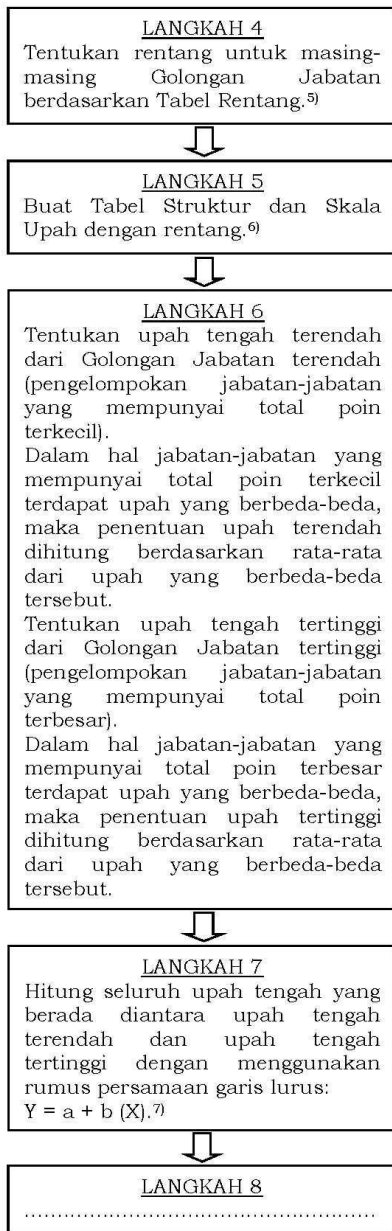 LANGKAH 4
Tentukan rentang untuk masing-
masing Golongan Jabatan
berdasarkan Tabel Rentang.5)
LANGKAH 5
Buat Tabel Struktur dan Skala
Upah dengan rentang.6)
LANGKAH 6
Tentukan upah tengah terendah
dari Golongan Jabatan terendah
(pengelompokan jabatan-jabatan
yang mempunyai total poin
terkecil).
Dalam hal jabatan-jabatan yang
mempunyai total poin terkecil
terdapat upah yang berbeda-beda,
maka penentuan upah terendah
dihitung berdasarkan rata-rata
dari upah yang berbeda-beda
tersebut.
Tentukan upah tengah tertinggi
dari Golongan Jabatan tertinggi
(pengelompokan jabatan-jabatan
yang mempunyai total poin
terbesar).
Dalam hal jabatan-jabatan yang
mempunyai total poin terbesar
terdapat upah yang berbeda-beda,
maka penentuan upah tertinggi
dihitung berdasarkan rata-rata
dari upah yang berbeda-beda
tersebut.
LANGKAH 7
Hitung seluruh upah tengah yang
berada diantara upah tengah
terendah dan upah tengah
tertinggi dengan menggunakan
rumus persamaan garis lurus:
Y = a + b (X).7)
LANGKAH 8
.....................................................